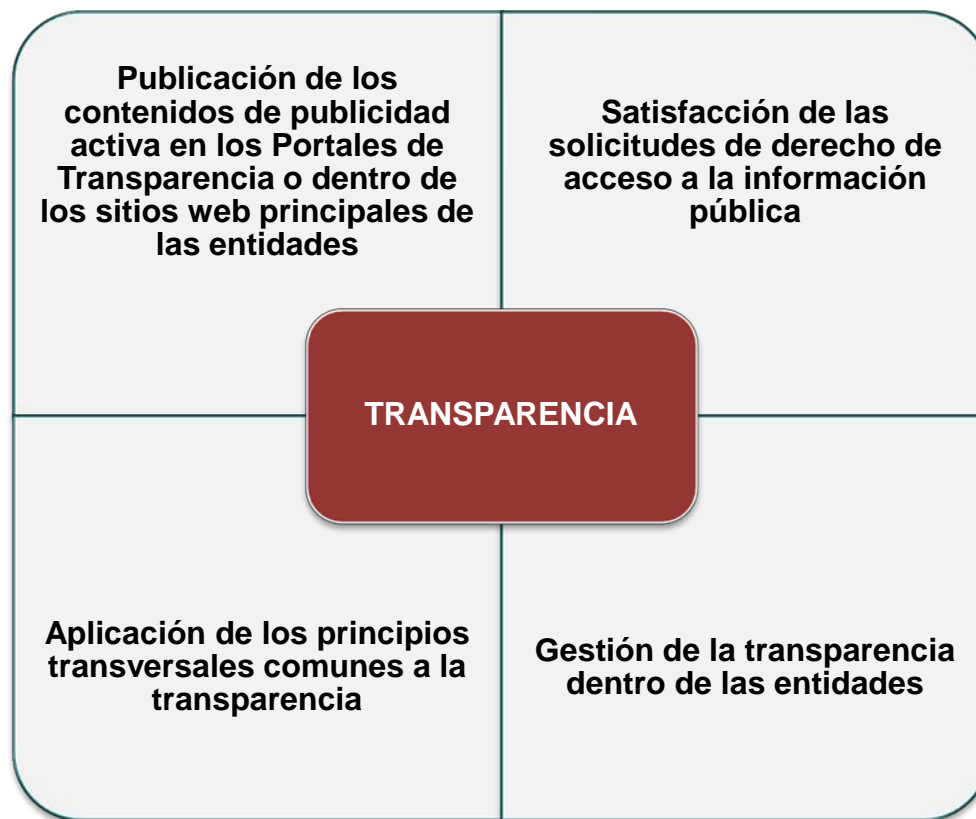 Publicación de los
contenidos de publicidad
activa en los Portales de
Transparencia o dentro de
los sitios web principales de
las entidades
Satisfacción de las
solicitudes de derecho de
acceso a la información
pública
TRANSPARENCIA
Aplicación de los principios
transversales comunes a la
transparencia
Gestión de la transparencia
dentro de las entidades